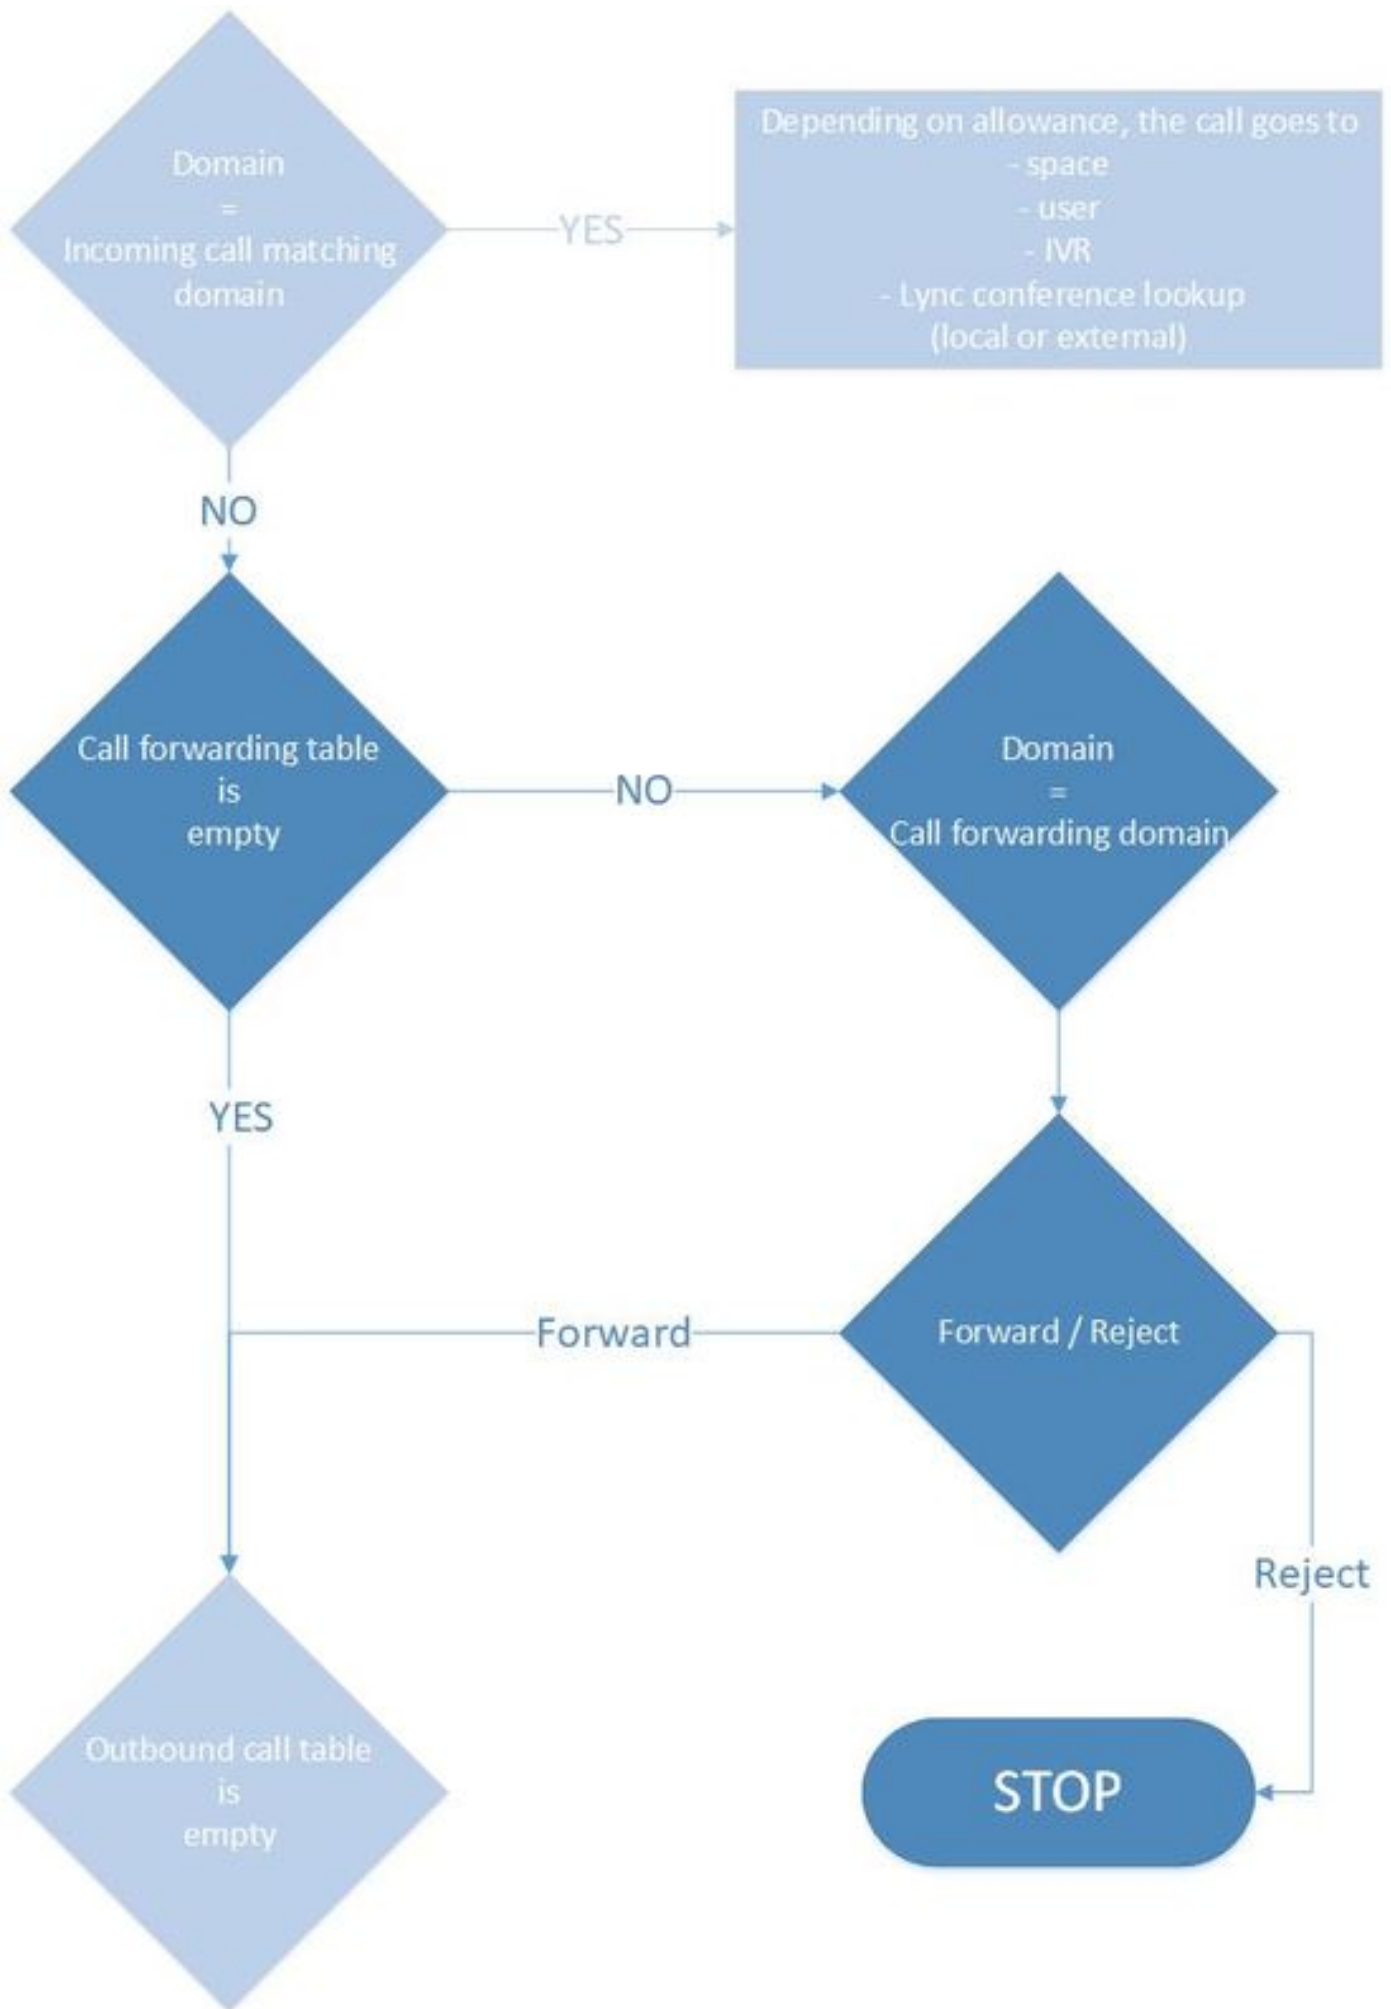 Domain
=
Incoming call matching
domain
YES
Depending on allowance, the call goes to
- space
- user
- IVR
- Lync conference lookup
(local or external)
NO
Call forwarding table
is
empty
NO
Domain
=
Call forwarding domain
YES
Forward
Forward / Reject
Reject
Outbound call table
is
empty
STOP